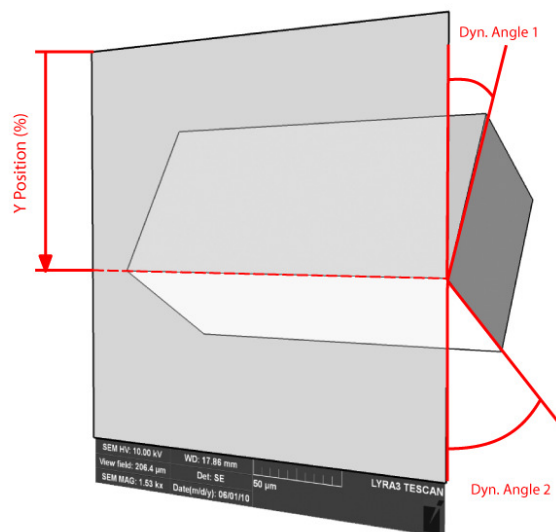 Dyn. Angle 1
Y Position (%)
SEM HV: 10.00 kV WD: 17.86 mm
View field: 206.4 µm Det: SE 50 µm LYRA3 TESCAN
SEM MAG: 1.53 kx Date(m/d/y): 06/01/10
Dyn. Angle 2